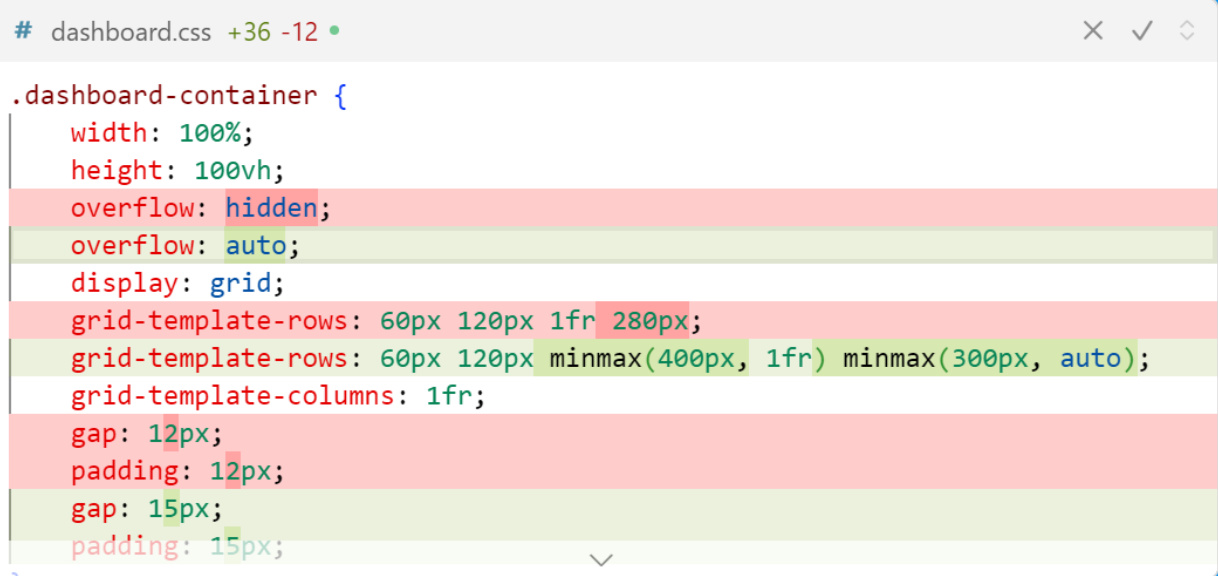 # dashboard.css +36 -12
.dashboard-container {
width: 100%;
height: 100vh;
overflow: hidden;
overflow: auto;
display: grid;
grid-template-rows: 60px 120px 1fr 280px;
grid-template-rows: 60px 120px minmax(400px, 1fr) minmax(300px, auto);
grid-template-columns: 1fr;
gap: 12px;
padding: 12px;
gap: 15px;
padding: 15px;